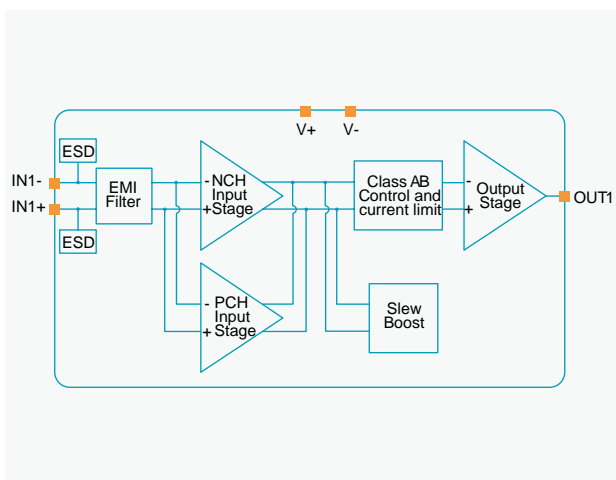 V+
V-
ESD
IN1-
IN1+
ESD
EMI
Filter
- NCH
Input
+ Stage
- PCH
Input
+ Stage
Class AB
Control and
current limit
Slew
Boost
-
+
Output
Stage
OUT1